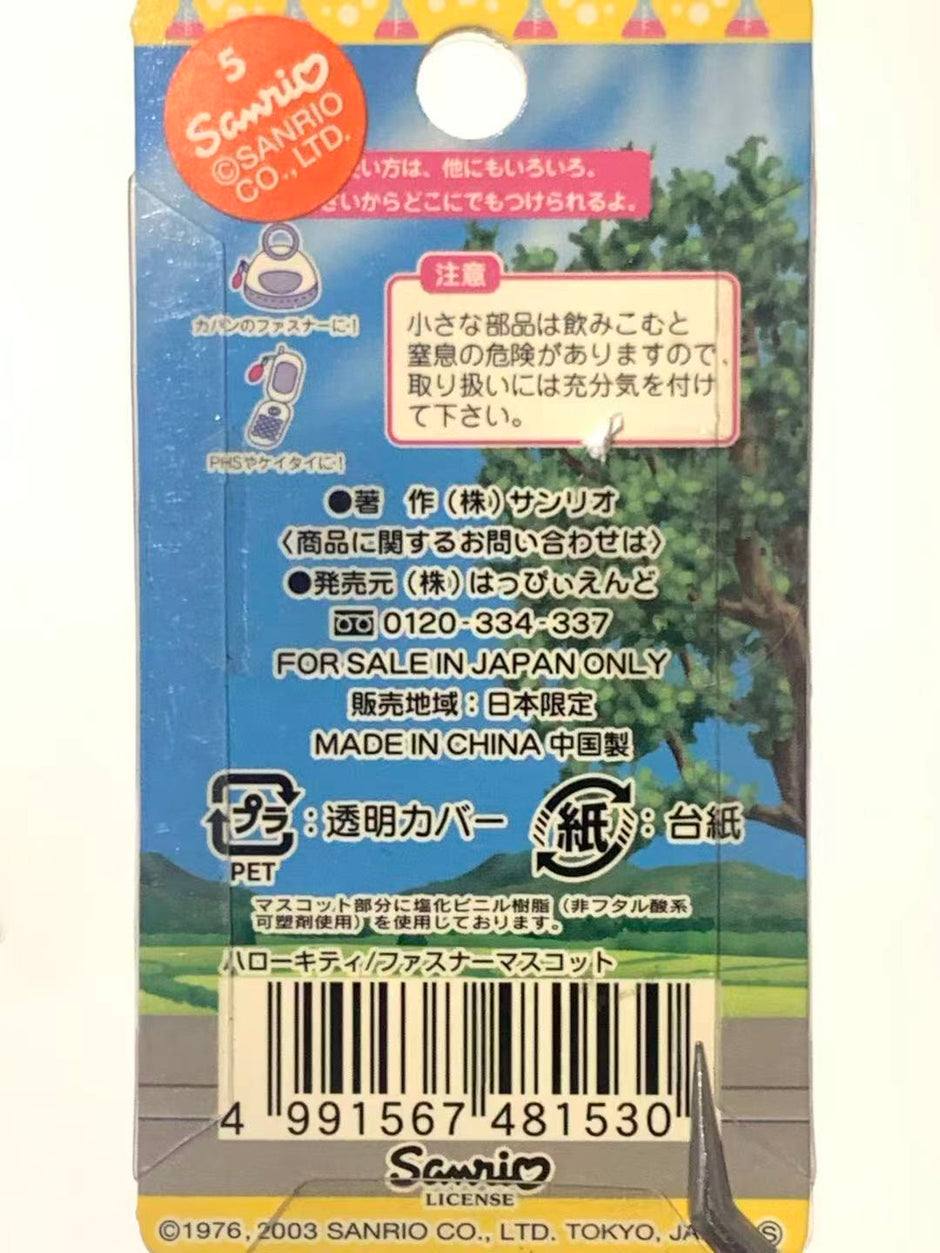 5
Sanrio
©SANRIO
CO., LTD.
い方は、他にもいろいろ。
さいからどこにでもつけられるよ。
カバンのファスナーに!
PHSやケイタイに!
注意
小さな部品は飲みこむと
窒息の危険がありますので、
取り扱いには充分気を付け
て下さい。
●著 作(株)サンリオ
〈商品に関するお問い合わせは〉
●発売元(株)はっぴぃえんど
0120-334-337
FOR SALE IN JAPAN ONLY
販売地域:日本限定
MADE IN CHINA 中国製
プラ:透明カバー
PET
紙:台紙
マスコット部分に塩化ビニル樹脂(非フタル酸系
可塑剤使用)を使用しております。
ハローキティ/ファスナーマスコット
4 991567 481530
Sanrio
LICENSE
©1976, 2003 SANRIO CO., LTD. TOKYO, JA